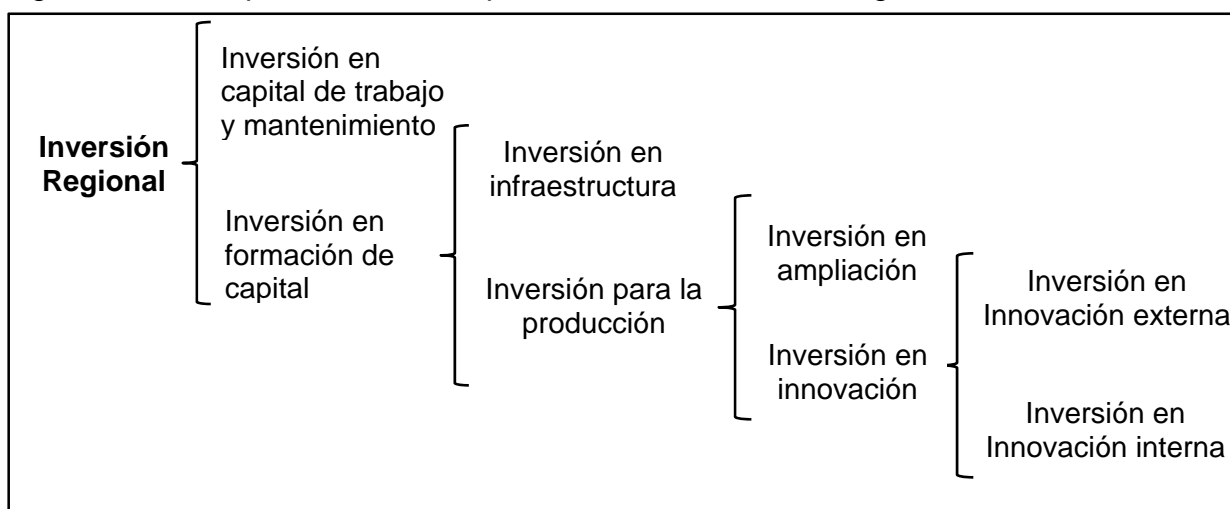 Inversión
Regional
Inversión en
capital de trabajo
y mantenimiento
Inversión en
formación de
capital
Inversión en
infraestructura
Inversión para la
producción
Inversión en
ampliación
Inversión en
innovación
Inversión en
Innovación externa
Inversión en
Innovación interna